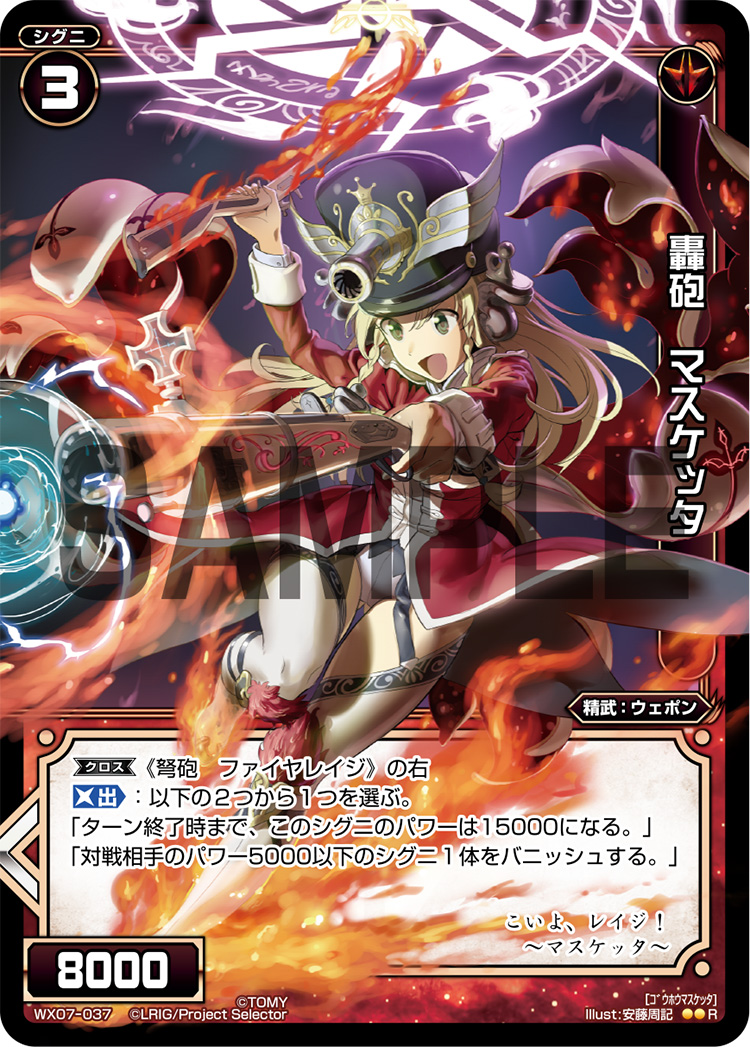 シグニ
3
轟砲　マスケッタ
SAMPLE
精武：ウェポン
クロス 《弩砲　ファイヤレイジ》の右
出：以下の２つから１つを選ぶ。
「ターン終了時まで、このシグニのパワーは15000になる。」
「対戦相手のパワー5000以下のシグニ１体をバニッシュする。」
こいよ、レイジ！
～マスケッタ～
8000
©TOMY
[ｺﾞｳﾎｳﾏｽｹｯﾀ]
WX07-037 ©LRIG/Project Selector
illust:安藤周記 R